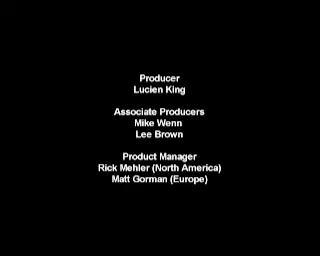 Producer
Lucien King
Associate Producers
Mike Wenn
Lee Brown
Product Manager
Rick Mehler (North America)
Matt Gorman (Europe)